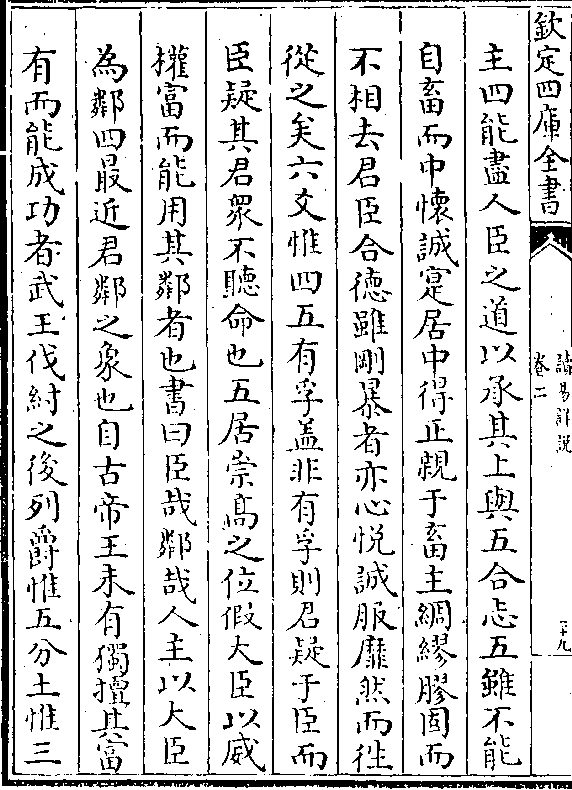 欽定四庫全書
讀易詳說
卷二
十九
主四能盡人臣之道以承其上與五合志五雖不能
自畜而中懷誠寔居中得正親于畜主綢繆膠固而
不相去君臣合德雖剛暴者亦心悅誠服靡然而徃
從之矣六爻惟四五有孚盖非有孚則君疑于臣而
臣疑其君衆不聽命也五居崇髙之位假大臣以威
權富而能用其鄰者也書曰臣哉鄰哉人主以大臣
為鄰四最近君鄰之象也自古帝王未有獨擅其富
有而能成功者武王伐紂之後列爵惟五分土惟三